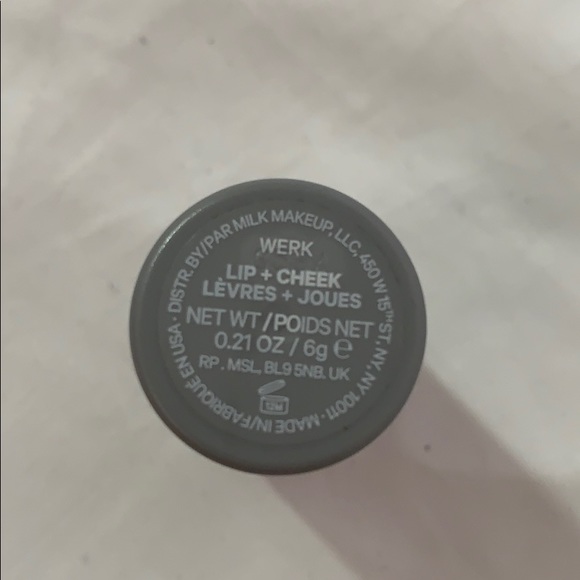 WERK
LIP + CHEEK
LÈVRES + JOUES
NET WT/POIDS NET
0.21 OZ / 6g ℮
RP. MSL, BL9 5NB. UK
12M
DISTR. BY/PAR MILK MAKEUP, LLC, 450 W 15TH ST, NY, NY 10011 · MADE IN/FABRIQUÉ EN USA ·